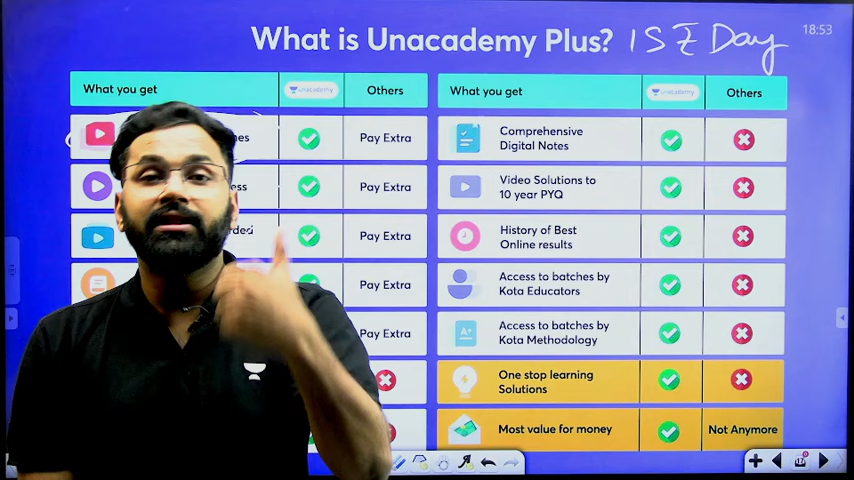 What is Unacademy Plus? 1 S Z Day
18:53
What you get unacademy Others
Pay Extra
Pay Extra
Pay Extra
Pay Extra
Pay Extra
What you get unacademy Others
Comprehensive
Digital Notes
Video Solutions to
10 year PYQ
History of Best
Online results
Access to batches by
Kota Educators
Access to batches by
Kota Methodology
One stop learning
Solutions
Most value for money Not Anymore